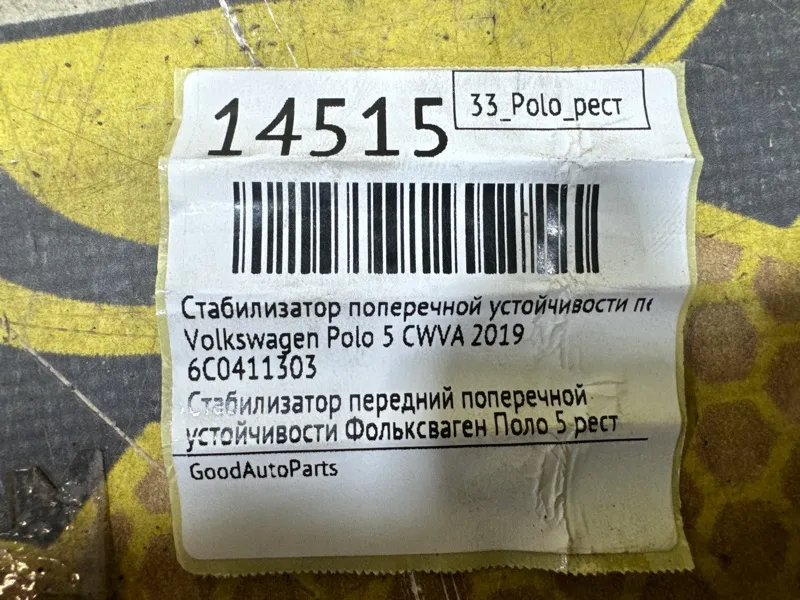 14515
33_Polo_рест
Стабилизатор поперечной устойчивости
Volkswagen Polo 5 CWVA 2019
6C0411303
Стабилизатор передний поперечной
устойчивости Фольксваген Поло 5 рест
GoodAutoParts